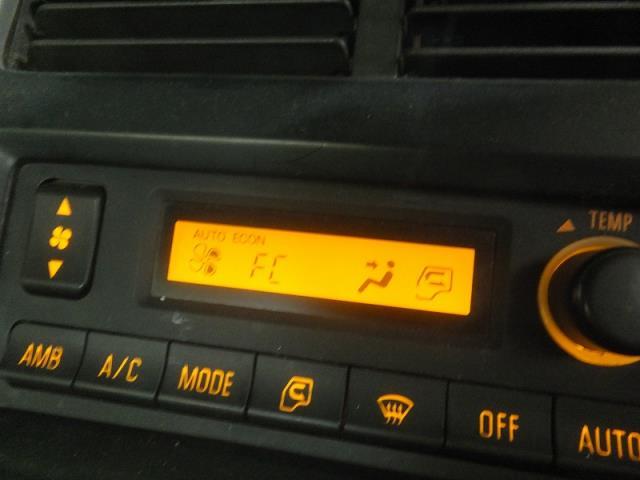 TEMP
AUTO ECON
FC
AMB A/C MODE OFF AUTO